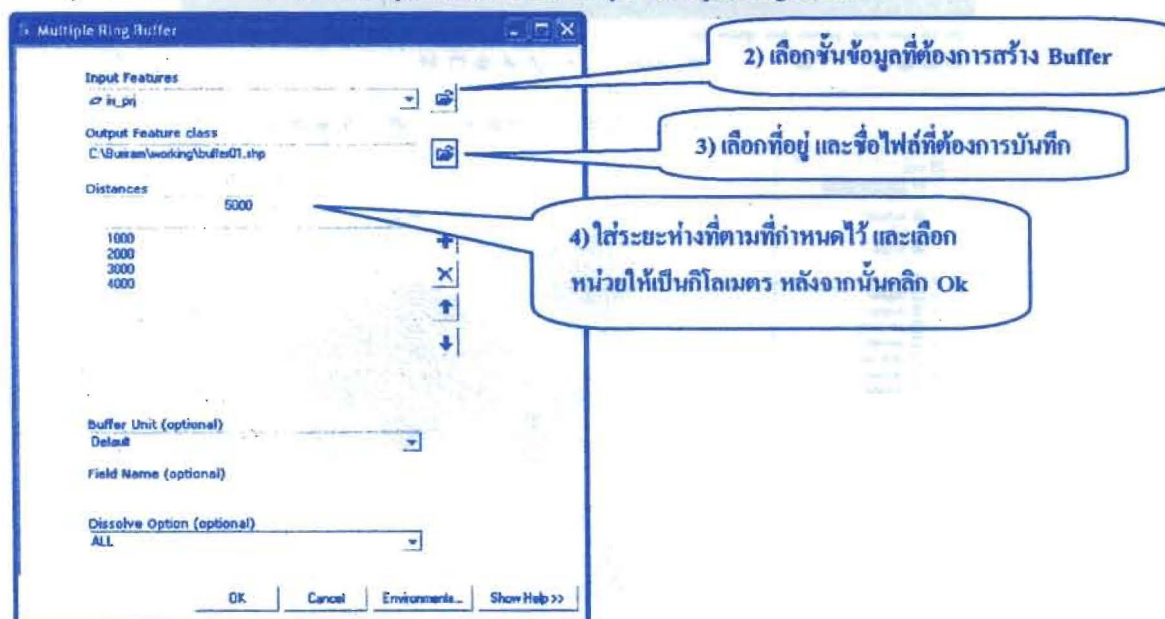 Multiple Ring Buffer
Input Features
in_prj
2) เลือกชั้นข้อมูลที่ต้องการสร้าง Buffer
Output Feature class
C:\Buriram\working\buffer01.shp
3) เลือกที่อยู่ และชื่อไฟล์ที่ต้องการบันทึก
Distances
5000
1000
2000
3000
4000
4) ใส่ระยะห่างที่ตามที่กำหนดไว้ และเลือก
หน่วยให้เป็นกิโลเมตร หลังจากนั้นคลิก Ok
Buffer Unit (optional)
Default
Field Name (optional)
Dissolve Option (optional)
ALL
OK Cancel Environments... Show Help >>